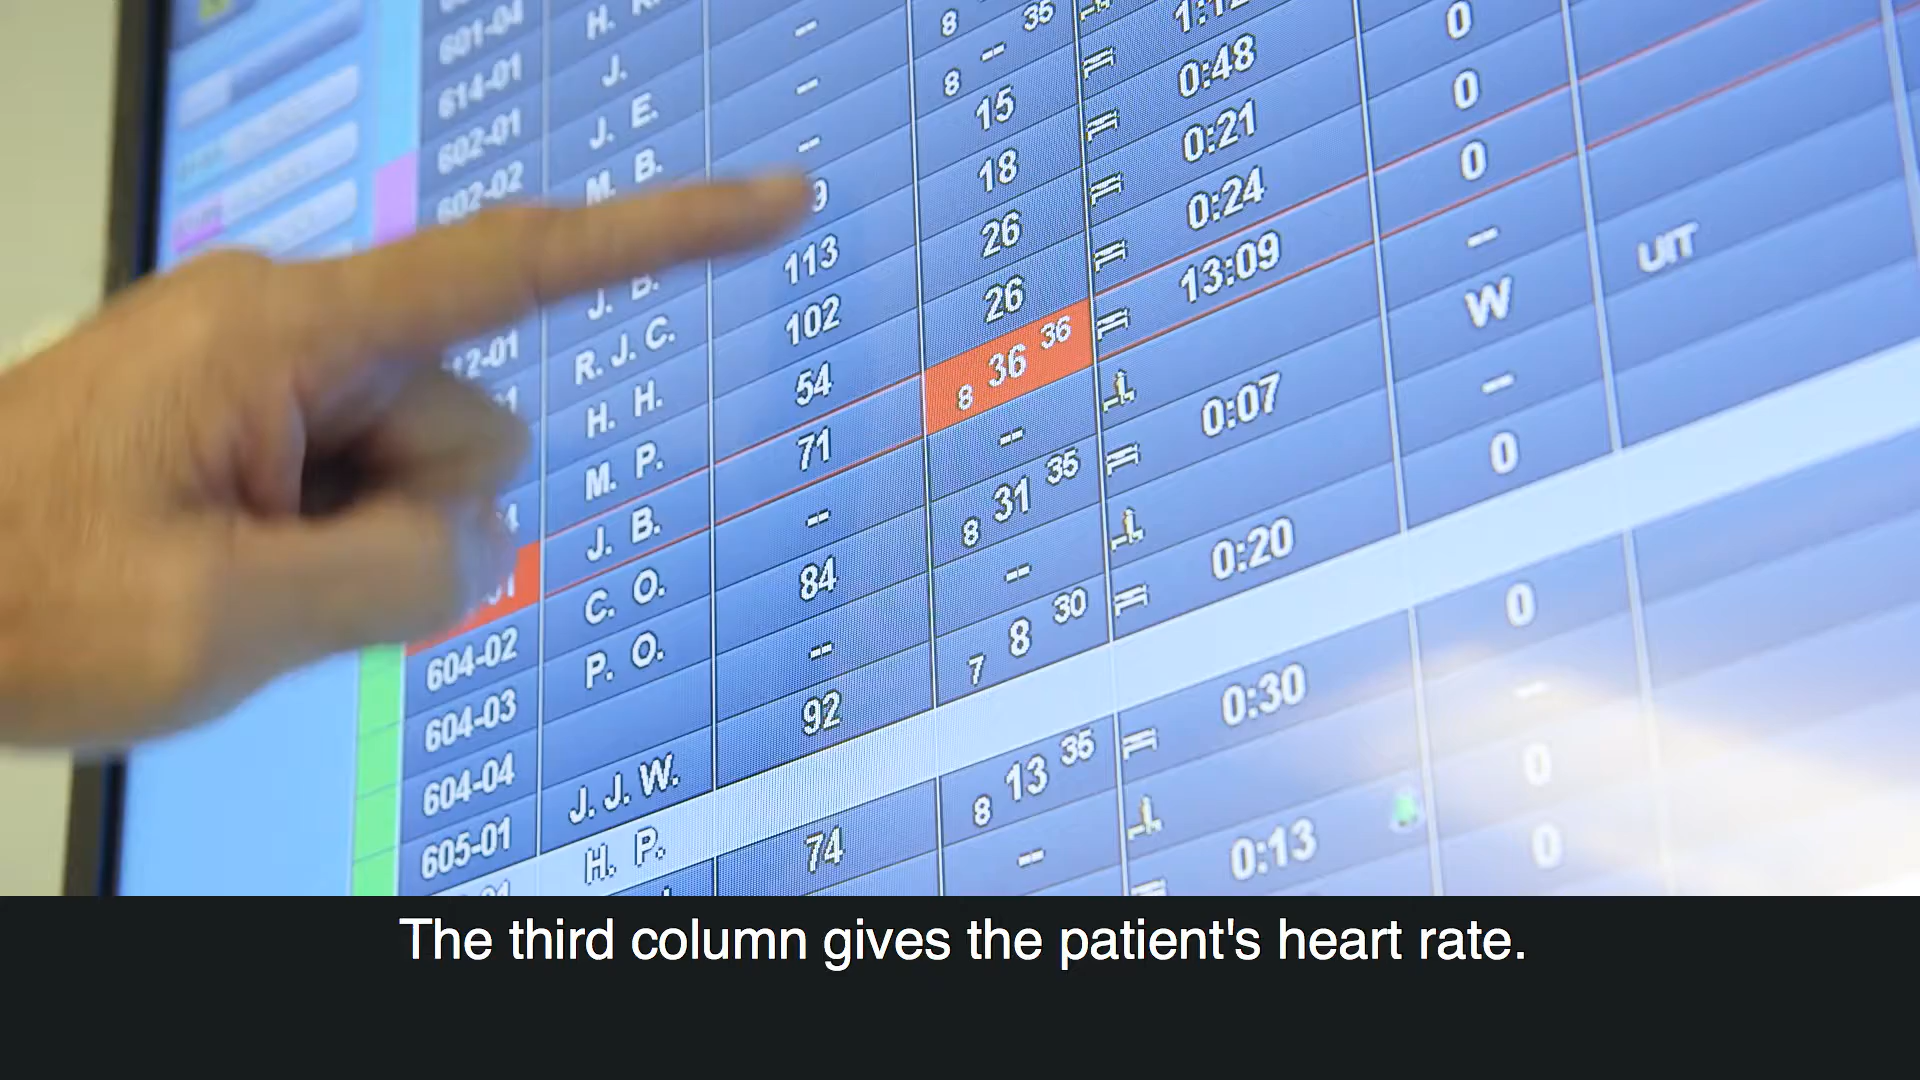 601-04
614-01 H.
602-01 J.
602-02 J. E. -- 8 35
M. B. -- 8 --
--
J. B. 15
R. J. C. 113 18 0:48
H. H. 102 26 0:21 0
M. P. 54 26 0:24 0
J. B. 71 8 36 36 13:09 0
604-02 C. O. -- -- --
604-03 P. O. 84 8 31 35 0:07 W UIT
604-04 -- -- --
605-01 J. J. W. 92 7 8 30 0:20 0
H. P.
74 8 13 35 0:30 0
-- --
0:13 0
0
The third column gives the patient's heart rate.